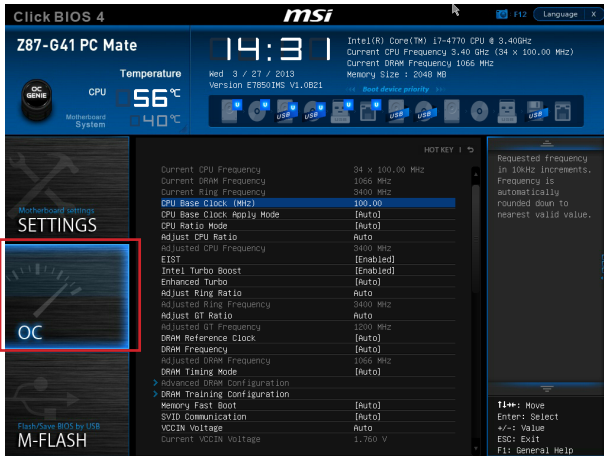 Click BIOS 4
msi
F12
Language
X
Z87-G41 PC Mate
14:31
Wed 3 / 27 / 2013
Version E7850IMS V1.0B21
Intel(R) Core(TM) i7-4770 CPU @ 3.40GHz
Current CPU Frequency 3.40 GHz (34 x 100.00 MHz)
Current DRAM Frequency 1066 MHz
Memory Size : 2048 MB
Boot device priority
Temperature
OC GENIE
CPU
56°C
Motherboard
System
40°C
USB
USB
USB
USB
USB
Motherboard settings
SETTINGS
OC
Flash/Save BIOS by USB
M-FLASH
HOT KEY
Current CPU Frequency 34 x 100.00 MHz
Current DRAM Frequency 1066 MHz
Current Ring Frequency 3400 MHz
CPU Base Clock (MHz) 100.00
CPU Base Clock Apply Mode [Auto]
CPU Ratio Mode [Auto]
Adjust CPU Ratio Auto
Adjusted CPU Frequency 3400 MHz
EIST [Enabled]
Intel Turbo Boost [Enabled]
Enhanced Turbo [Auto]
Adjust Ring Ratio Auto
Adjusted Ring Frequency 3400 MHz
Adjust GT Ratio Auto
Adjusted GT Frequency 1200 MHz
DRAM Reference Clock [Auto]
DRAM Frequency [Auto]
Adjusted DRAM Frequency 1066 MHz
DRAM Timing Mode [Auto]
> Advanced DRAM Configuration
> DRAM Training Configuration
Memory Fast Boot [Auto]
SVID Communication [Auto]
VCCIN Voltage Auto
Current VCCIN Voltage 1.760 V
Requested frequency
in 10kHz increments.
Frequency is
automatically
rounded down to
nearest valid value.
↑↓→←: Move
Enter: Select
+/-: Value
ESC: Exit
F1: General Help